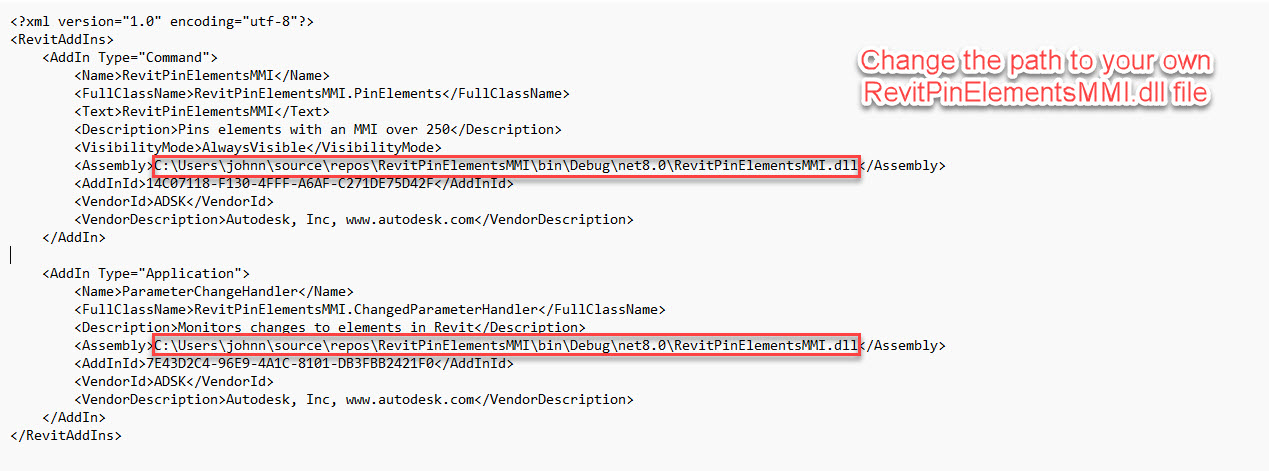 <?xml version="1.0" encoding="utf-8"?>
<RevitAddIns>
    <AddIn Type="Command">
        <Name>RevitPinElementsMMI</Name>
        <FullClassName>RevitPinElementsMMI.PinElements</FullClassName>
        <Text>RevitPinElementsMMI</Text>
        <Description>Pins elements with an MMI over 250</Description>
        <VisibilityMode>AlwaysVisible</VisibilityMode>
        <Assembly>C:\Users\johnn\source\repos\RevitPinElementsMMI\bin\Debug\net8.0\RevitPinElementsMMI.dll</Assembly>
        <AddInId>14C07118-F130-4FFF-A6AF-C271DE75D42F</AddInId>
        <VendorId>ADSK</VendorId>
        <VendorDescription>Autodesk, Inc, www.autodesk.com</VendorDescription>
    </AddIn>
    <AddIn Type="Application">
        <Name>ParameterChangeHandler</Name>
        <FullClassName>RevitPinElementsMMI.ChangedParameterHandler</FullClassName>
        <Description>Monitors changes to elements in Revit</Description>
        <Assembly>C:\Users\johnn\source\repos\RevitPinElementsMMI\bin\Debug\net8.0\RevitPinElementsMMI.dll</Assembly>
        <AddInId>7E43D2C4-96E9-4A1C-8101-DB3FBB2421F0</AddInId>
        <VendorId>ADSK</VendorId>
        <VendorDescription>Autodesk, Inc, www.autodesk.com</VendorDescription>
    </AddIn>
</RevitAddIns>
Change the path to your own
RevitPinElementsMMI.dll file